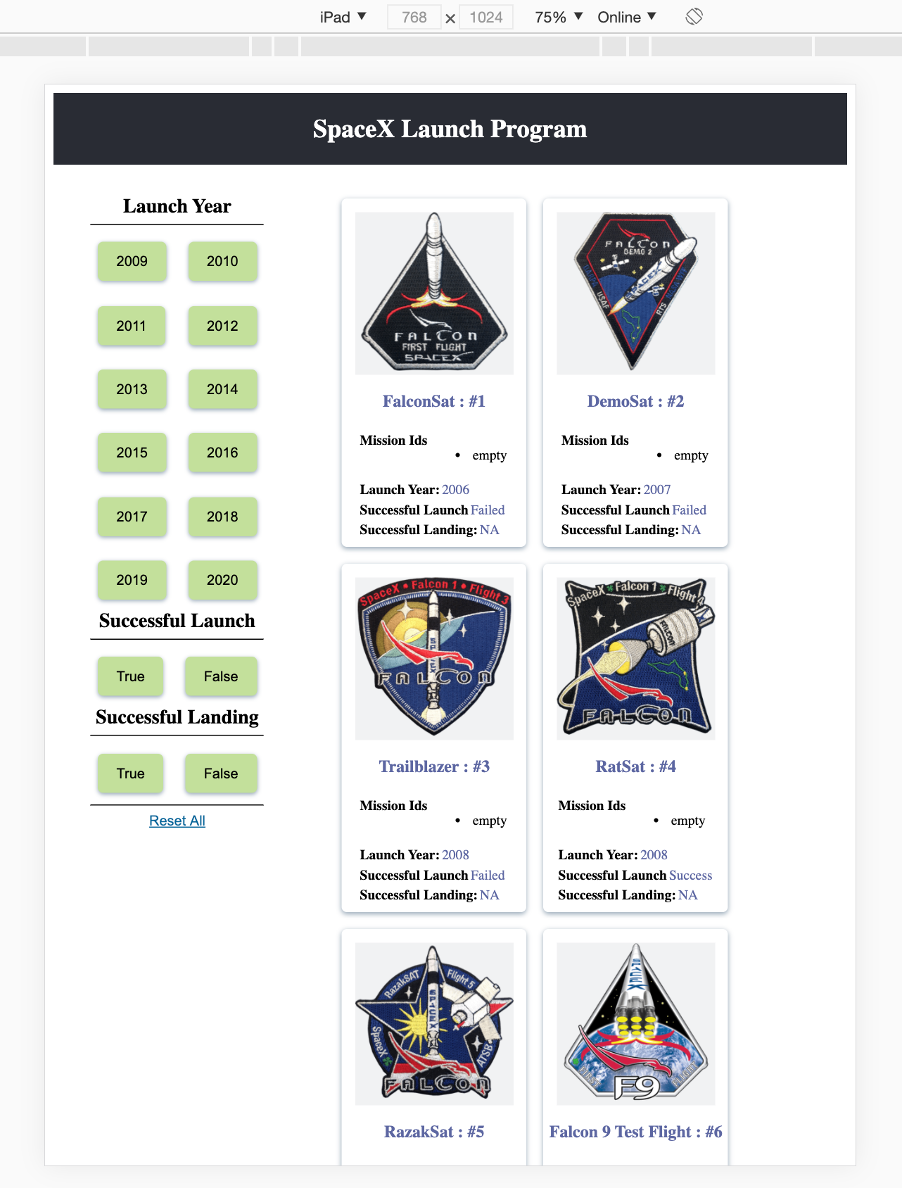 iPad ▼ 768 × 1024 75% ▼ Online ▼
SpaceX Launch Program
Launch Year
2009 2010
2011 2012
2013 2014
2015 2016
2017 2018
2019 2020
Successful Launch
True False
Successful Landing
True False
Reset All
FALCON
FIRST FLIGHT
SPACEX
FalconSat : #1
Mission Ids
• empty
Launch Year: 2006
Successful Launch Failed
Successful Landing: NA
FALCON
DEMO 2
SPACEX
USAF
DemoSat : #2
Mission Ids
• empty
Launch Year: 2007
Successful Launch Failed
Successful Landing: NA
SpaceX • Falcon 1 • Flight 3
SPACEX
FALCON
Trailblazer : #3
Mission Ids
• empty
Launch Year: 2008
Successful Launch Failed
Successful Landing: NA
SpaceX Falcon 1 Flight 4
FALCON
FALCON
RatSat : #4
Mission Ids
• empty
Launch Year: 2008
Successful Launch Success
Successful Landing: NA
RazakSAT Flight 5
SpaceX
ATSB
SPACEX
FALCON
RazakSat : #5
SPACEX
F9
Falcon 9 Test Flight : #6